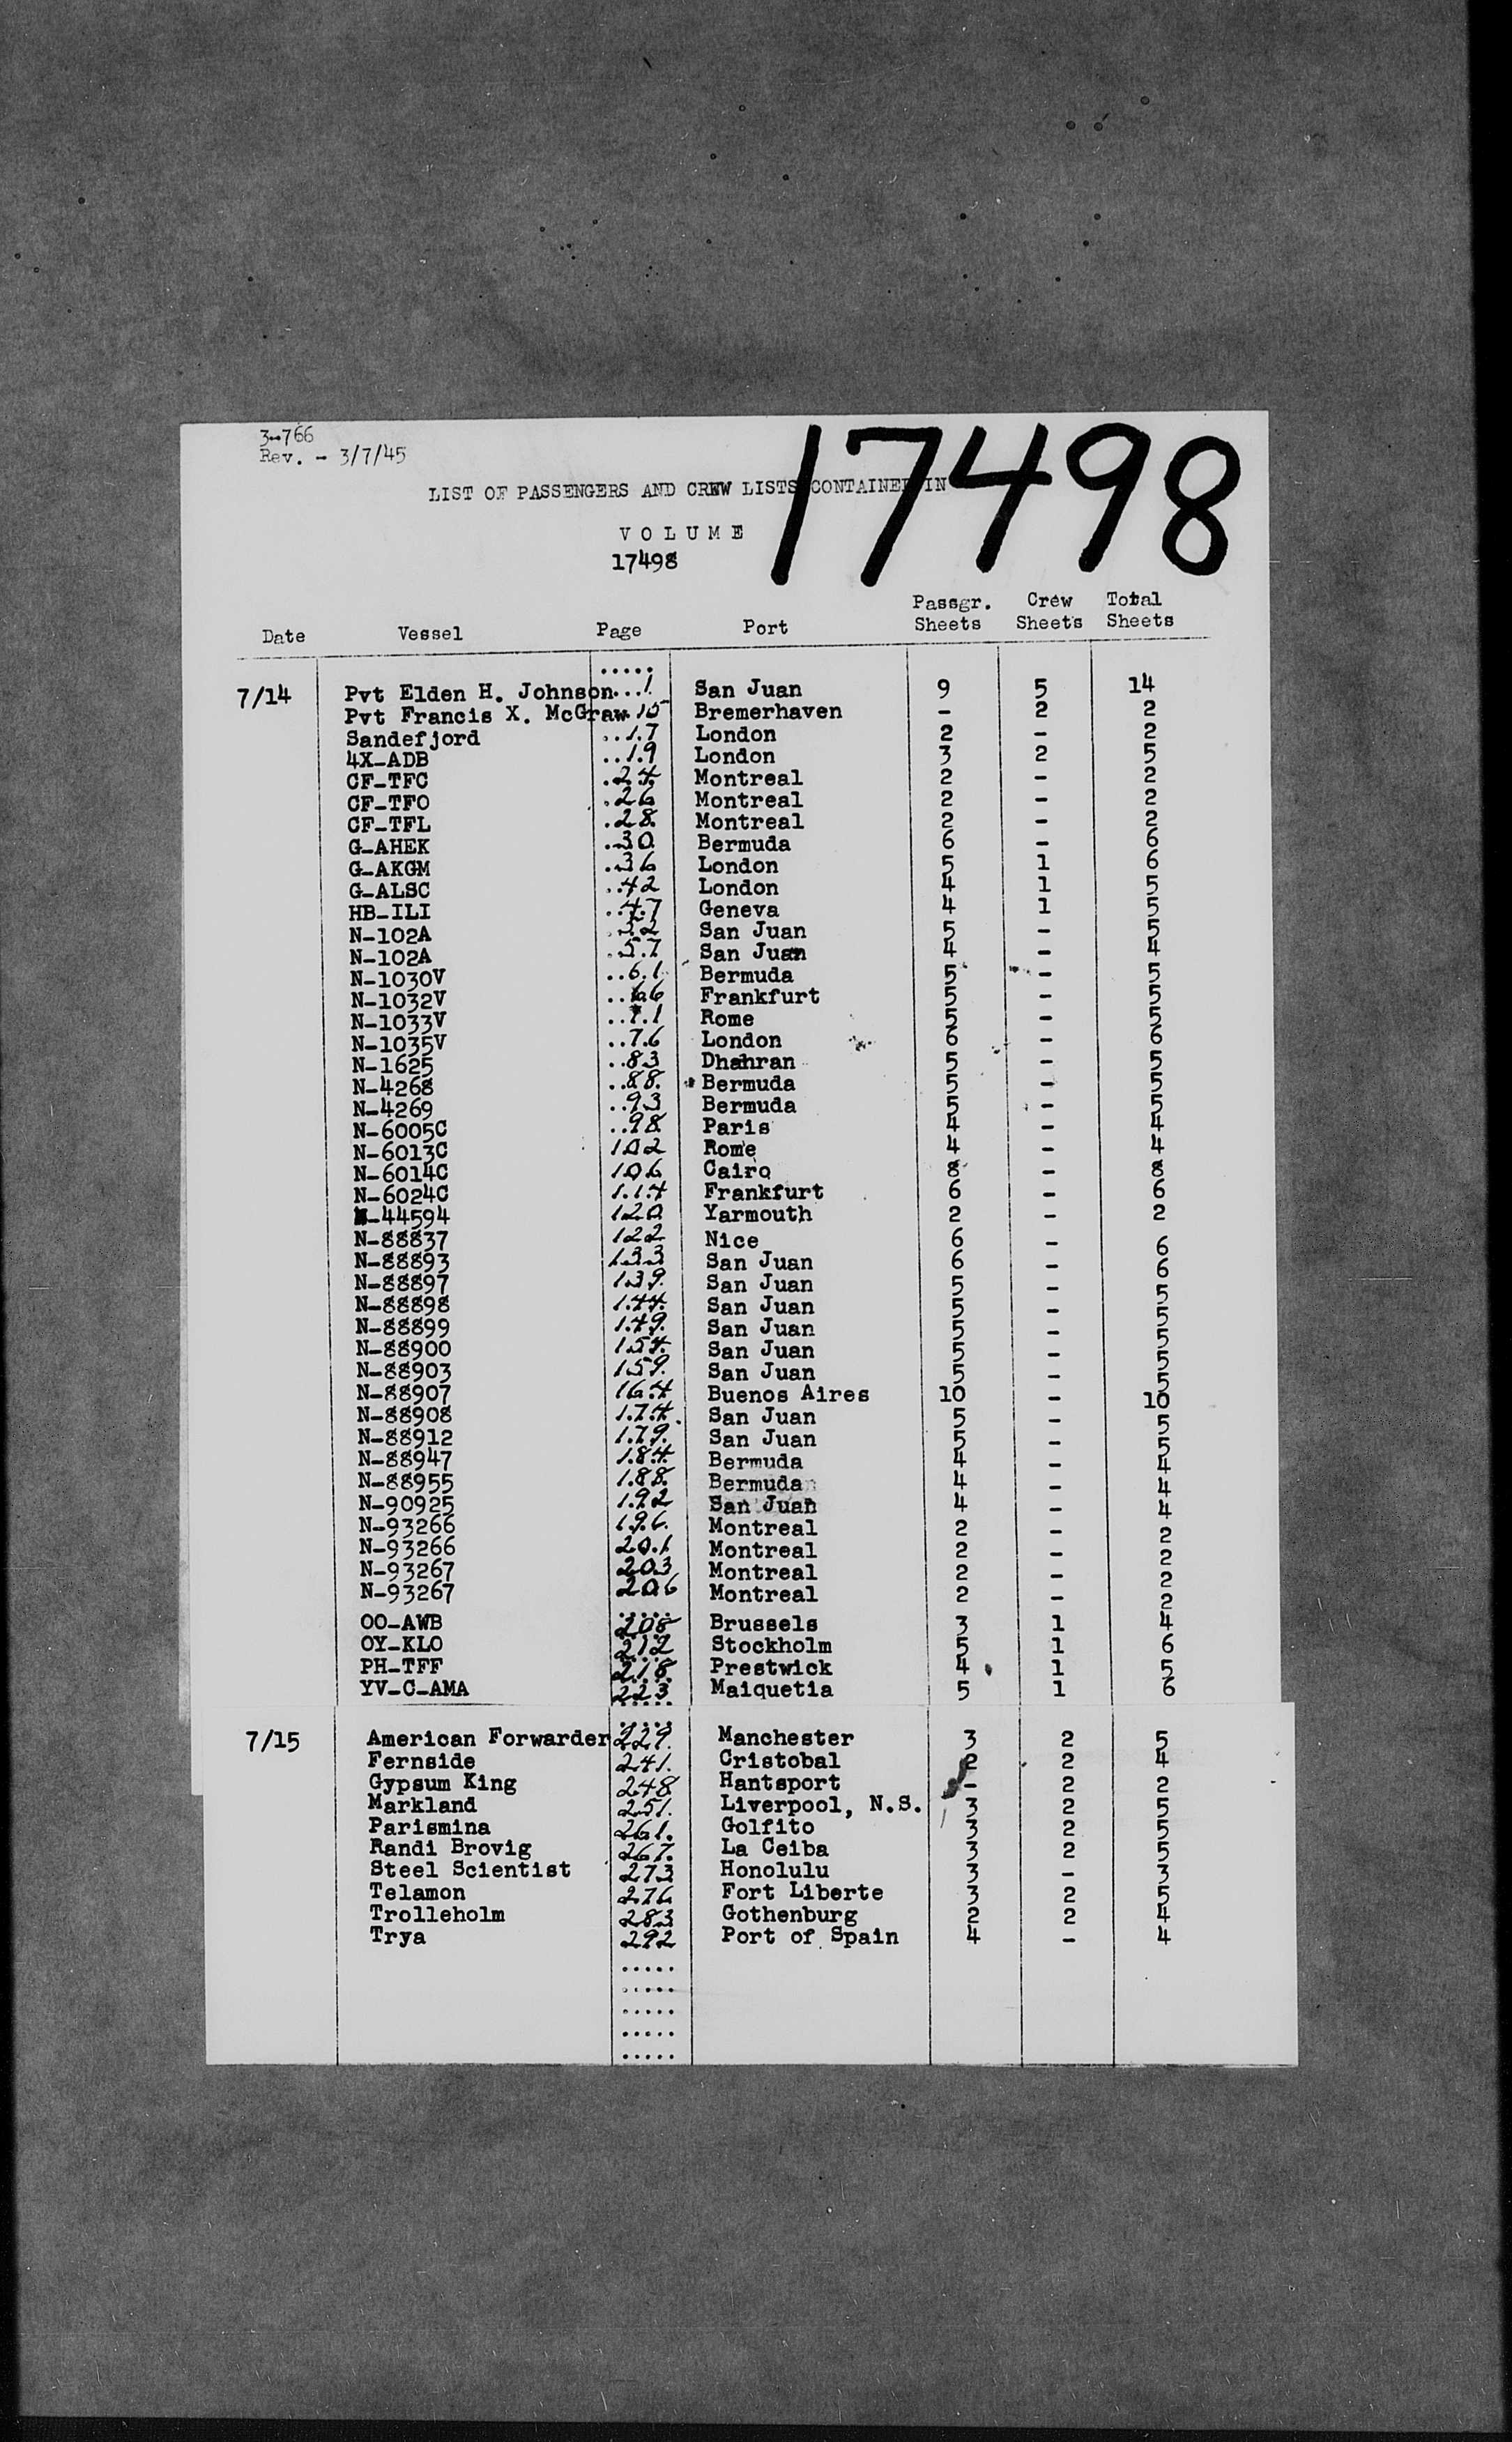 3-766
Rev. - 3/7/45
17498
LIST OF PASSENGERS AND CREW LISTS CONTAINED IN
VOLUME
17498
Date Vessel Page Port Passgr. Sheets Crew Sheets Total Sheets
7/14 Pvt Elden H. Johnson 1 San Juan 9 5 14
Pvt Francis X. McGraw 15 Bremerhaven - 2 2
Sandefjord 17 London 2 - 2
4X-ADB 19 London 3 2 5
CF-TFC 24 Montreal 2 - 2
CF-TFO 26 Montreal 2 - 2
CF-TFL 28 Montreal 2 - 2
G-AHEK 30 Bermuda 6 - 6
G-AKGM 36 London 5 1 6
G-ALSC 42 London 4 1 5
HB-ILI 47 Geneva 4 1 5
N-102A 52 San Juan 5 - 5
N-102A 57 San Juan 4 - 4
N-1030V 61 Bermuda 5 - 5
N-1032V 66 Frankfurt 5 - 5
N-1033V 71 Rome 5 - 5
N-1035V 76 London 6 - 6
N-1625 83 Dhahran 5 - 5
N-4268 88 Bermuda 5 - 5
N-4269 93 Bermuda 5 - 5
N-6005C 98 Paris 4 - 4
N-6013C 102 Rome 4 - 4
N-6014C 106 Cairo 8 - 8
N-6024C 114 Frankfurt 6 - 6
N-44594 120 Yarmouth 2 - 2
N-88837 122 Nice 6 - 6
N-88893 133 San Juan 6 - 6
N-88897 139 San Juan 5 - 5
N-88898 144 San Juan 5 - 5
N-88899 149 San Juan 5 - 5
N-88900 154 San Juan 5 - 5
N-88903 159 San Juan 5 - 5
N-88907 164 Buenos Aires 10 - 10
N-88908 174 San Juan 5 - 5
N-88912 179 San Juan 5 - 5
N-88947 184 Bermuda 4 - 4
N-88955 188 Bermuda 4 - 4
N-90925 192 San Juan 4 - 4
N-93266 196 Montreal 2 - 2
N-93266 201 Montreal 2 - 2
N-93267 203 Montreal 2 - 2
N-93267 206 Montreal 2 - 2
OO-AWB 208 Brussels 3 1 4
OY-KLO 212 Stockholm 5 1 6
PH-TFF 218 Prestwick 4 1 5
YV-C-AMA 223 Maiquetia 5 1 6
7/15 American Forwarder 229 Manchester 3 2 5
Fernside 241 Cristobal 2 2 4
Gypsum King 248 Hantsport - 2 2
Markland 251 Liverpool, N.S. 3 2 5
Parismina 261 Golfito 3 2 5
Randi Brovig 267 La Ceiba 3 2 5
Steel Scientist 273 Honolulu 3 - 3
Telamon 276 Fort Liberte 3 2 5
Trolleholm 283 Gothenburg 2 2 4
Trya 292 Port of Spain 4 - 4